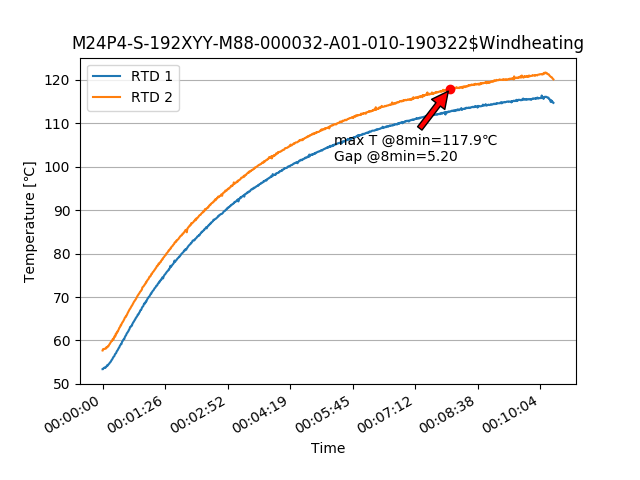 M24P4-S-192XYY-M88-000032-A01-010-190322$Windheating
RTD 1
RTD 2
120
110
100
90
80
70
60
50
Temperature [℃]
max T @8min=117.9℃
Gap @8min=5.20
00:00:00
00:01:26
00:02:52
00:04:19
00:05:45
00:07:12
00:08:38
00:10:04
Time